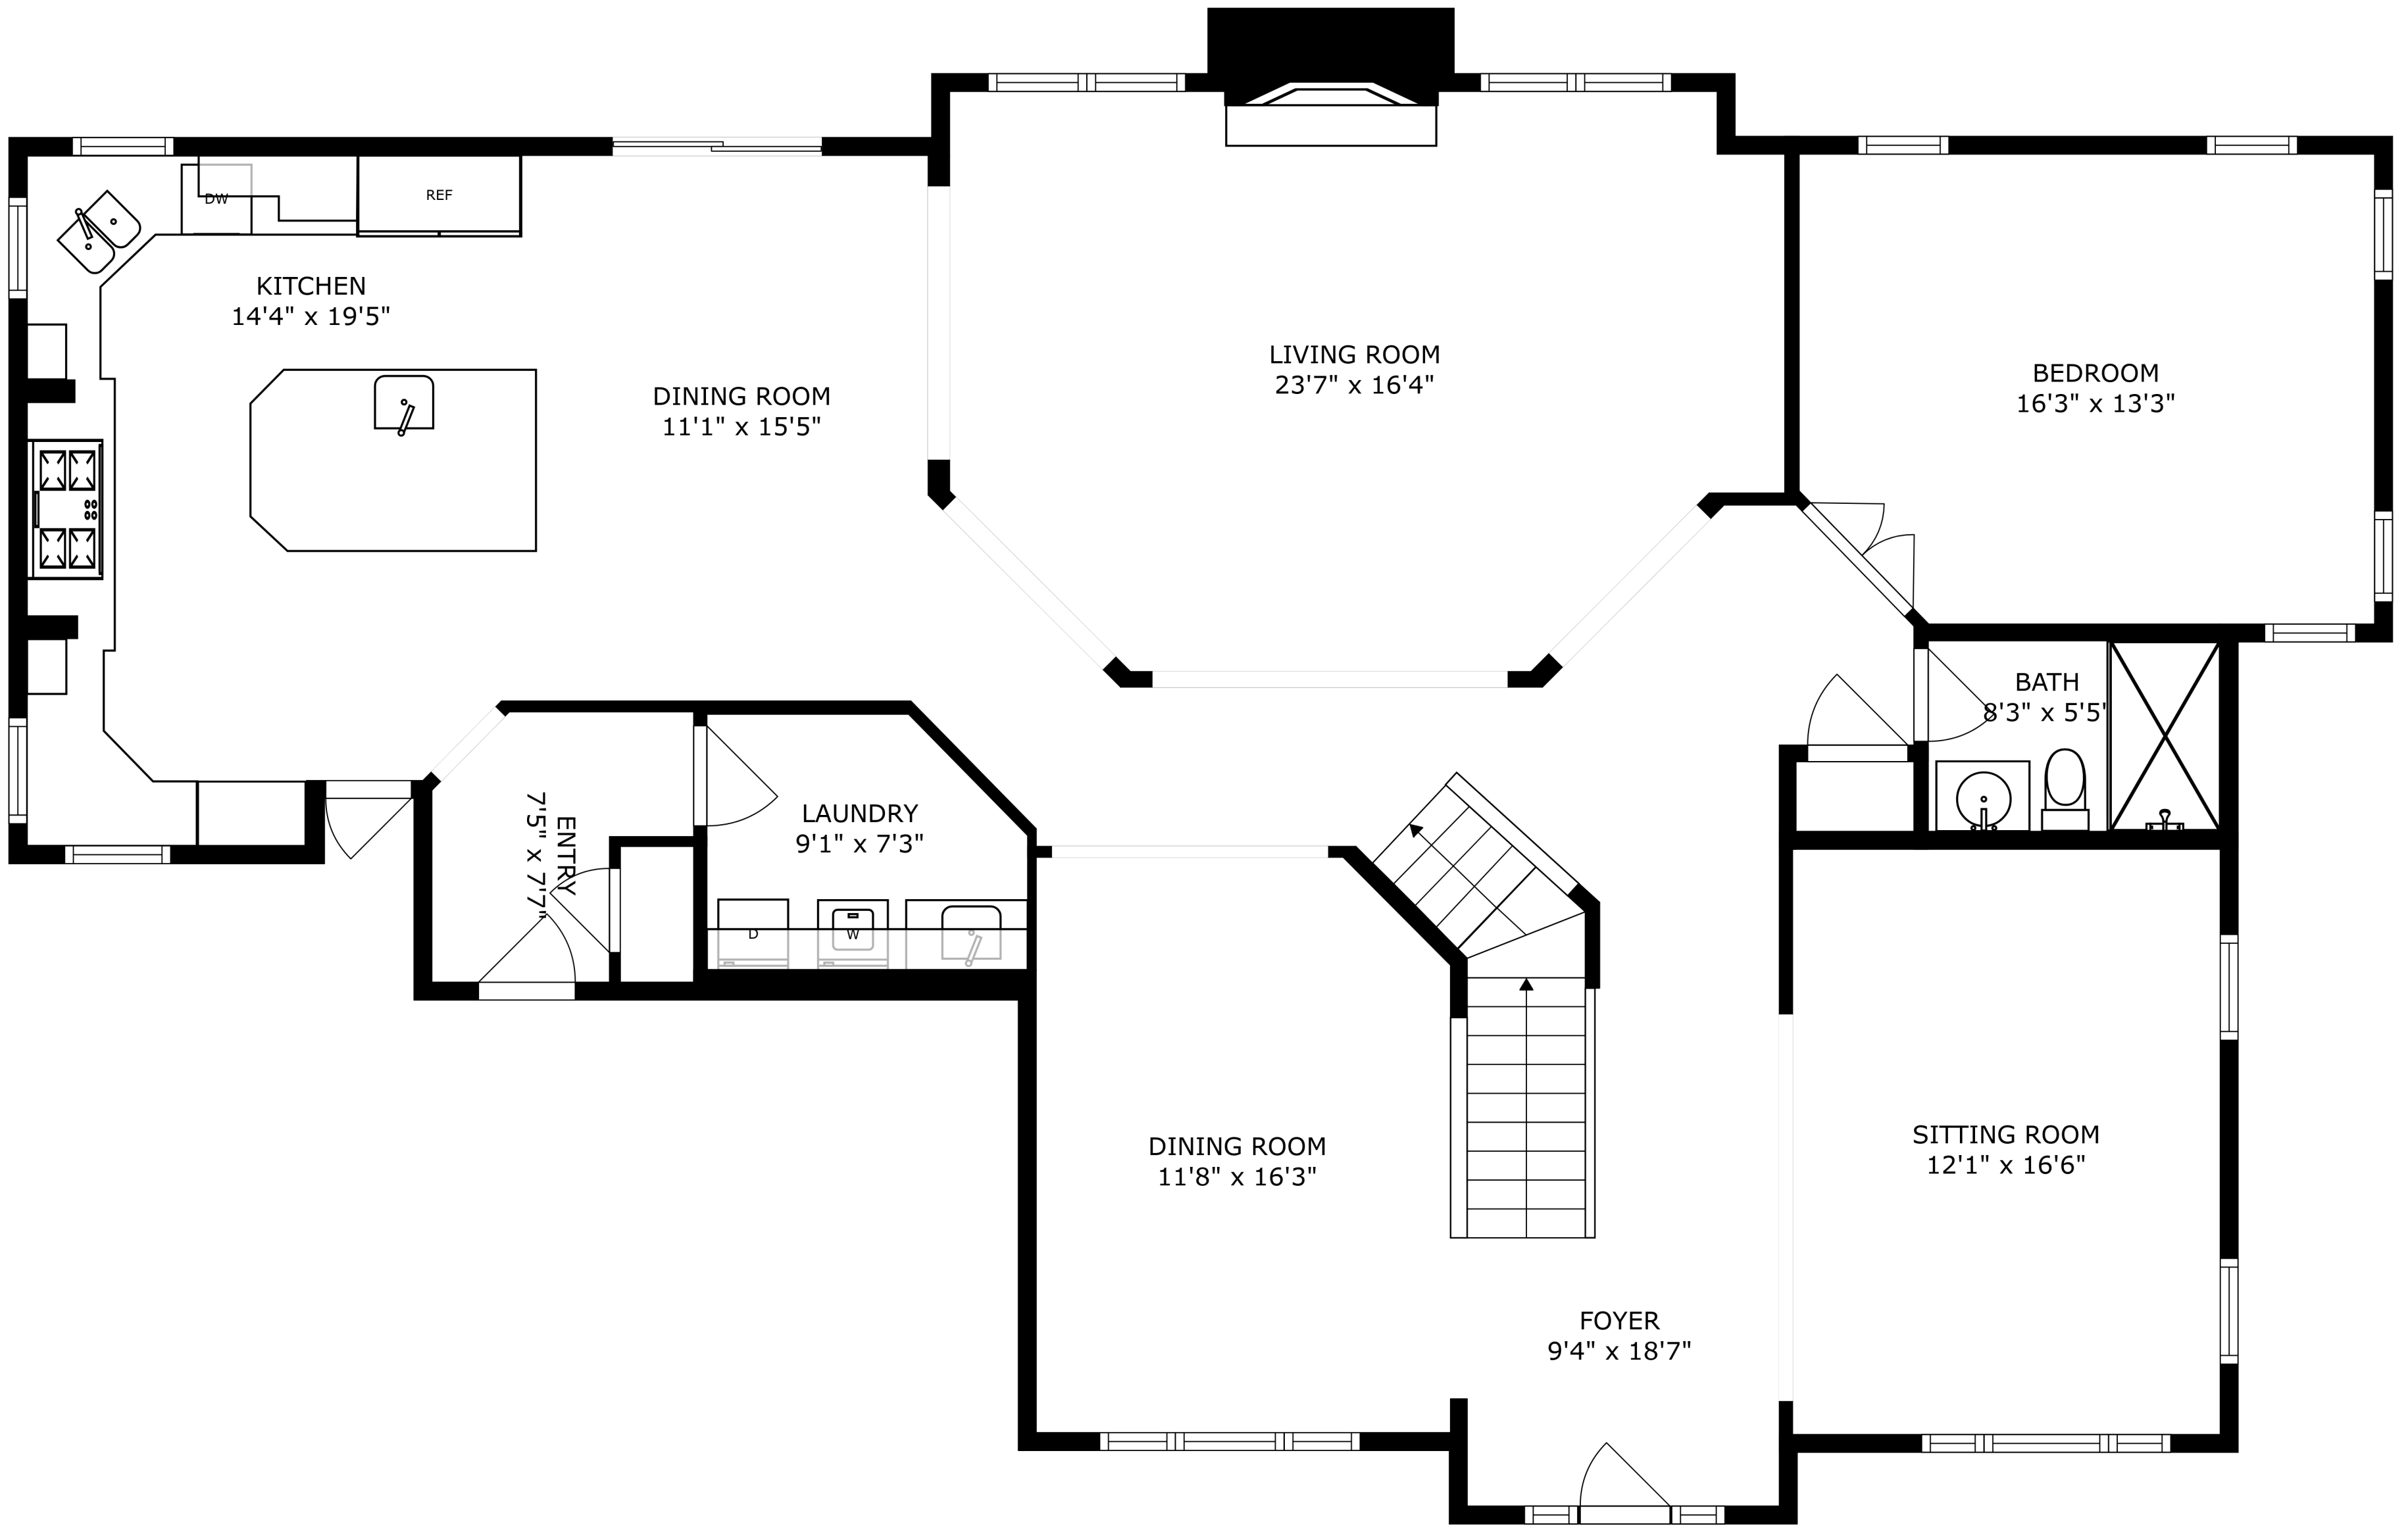 DW
REF
KITCHEN
14'4" x 19'5"
DINING ROOM
11'1" x 15'5"
LIVING ROOM
23'7" x 16'4"
BEDROOM
16'3" x 13'3"
BATH
8'3" x 5'5"
ENTRY
7'5" x 7'7"
LAUNDRY
9'1" x 7'3"
D
W
DINING ROOM
11'8" x 16'3"
SITTING ROOM
12'1" x 16'6"
FOYER
9'4" x 18'7"